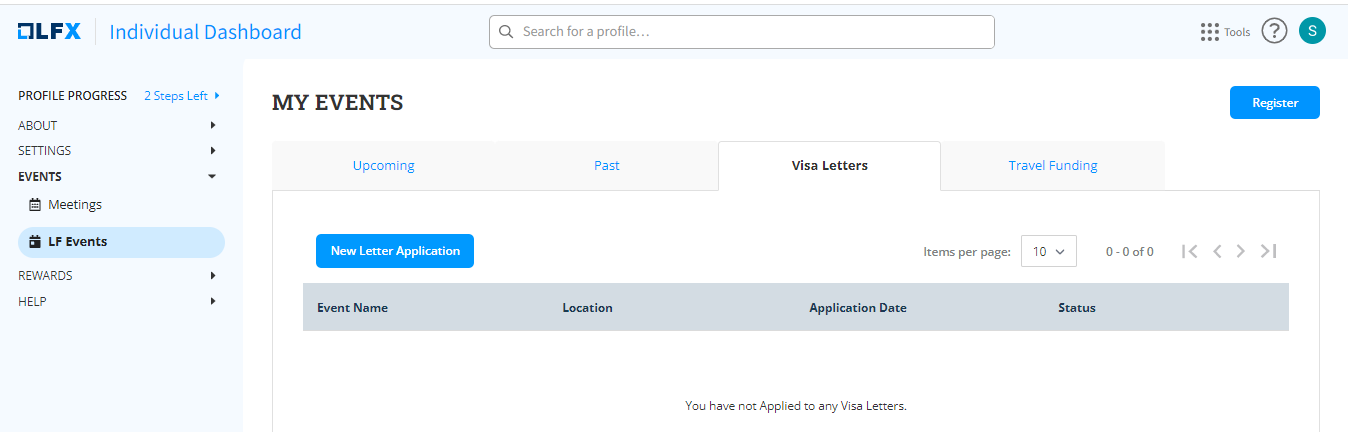 LFX Individual Dashboard
Search for a profile...
Tools
?
S
PROFILE PROGRESS 2 Steps Left
ABOUT
SETTINGS
EVENTS
Meetings
LF Events
REWARDS
HELP
MY EVENTS
Register
Upcoming Past Visa Letters Travel Funding
New Letter Application
Items per page: 10 0 - 0 of 0
Event Name Location Application Date Status
You have not Applied to any Visa Letters.